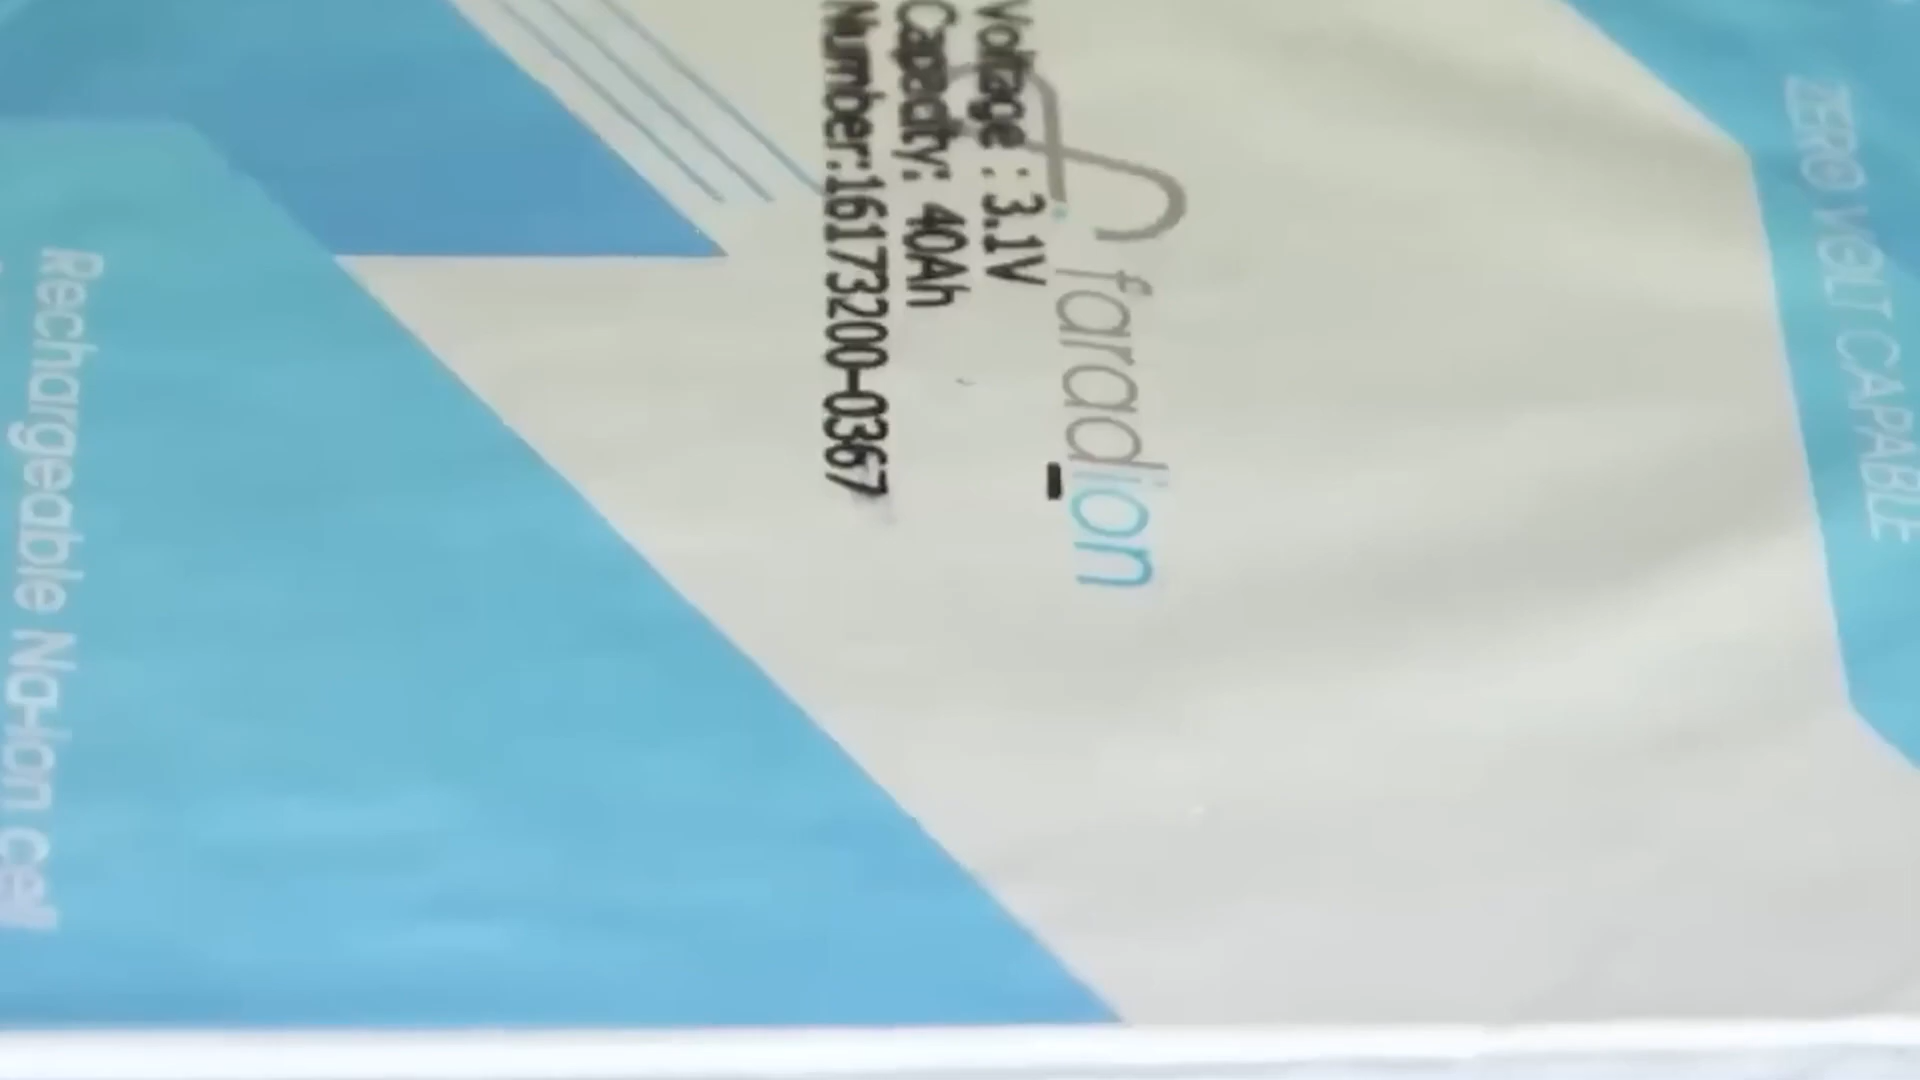 ZERO VOLT CAPABLE
faradion
Voltage : 3.1V
Capacity: 40Ah
Number:16173200-0367
Rechargeable Na-ion cell